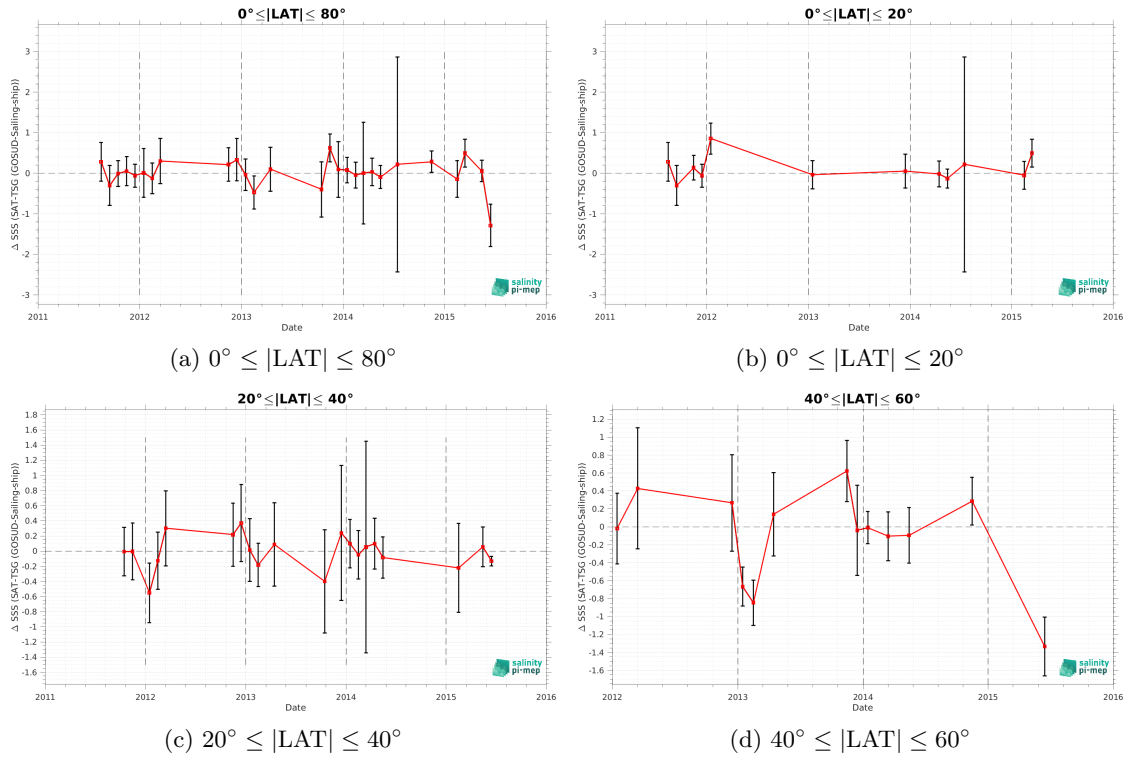 0°≤|LAT|≤ 80°
Δ SSS (SAT-TSG (GOSUD-Sailing-ship))
3
2
1
0
-1
-2
-3
2011 2012 2013 2014 2015 2016
Date
salinity
pi-mep
(a) 0° ≤ |LAT| ≤ 80°
0°≤|LAT|≤ 20°
Δ SSS (SAT-TSG (GOSUD-Sailing-ship))
3
2
1
0
-1
-2
-3
2011 2012 2013 2014 2015 2016
Date
salinity
pi-mep
(b) 0° ≤ |LAT| ≤ 20°
20°≤|LAT|≤ 40°
Δ SSS (SAT-TSG (GOSUD-Sailing-ship))
1.8
1.6
1.4
1.2
1
0.8
0.6
0.4
0.2
0
-0.2
-0.4
-0.6
-0.8
-1
-1.2
-1.4
-1.6
2011 2012 2013 2014 2015 2016
Date
salinity
pi-mep
(c) 20° ≤ |LAT| ≤ 40°
40°≤|LAT|≤ 60°
Δ SSS (SAT-TSG (GOSUD-Sailing-ship))
1.2
1
0.8
0.6
0.4
0.2
0
-0.2
-0.4
-0.6
-0.8
-1
-1.2
-1.4
-1.6
2012 2013 2014 2015 2016
Date
salinity
pi-mep
(d) 40° ≤ |LAT| ≤ 60°